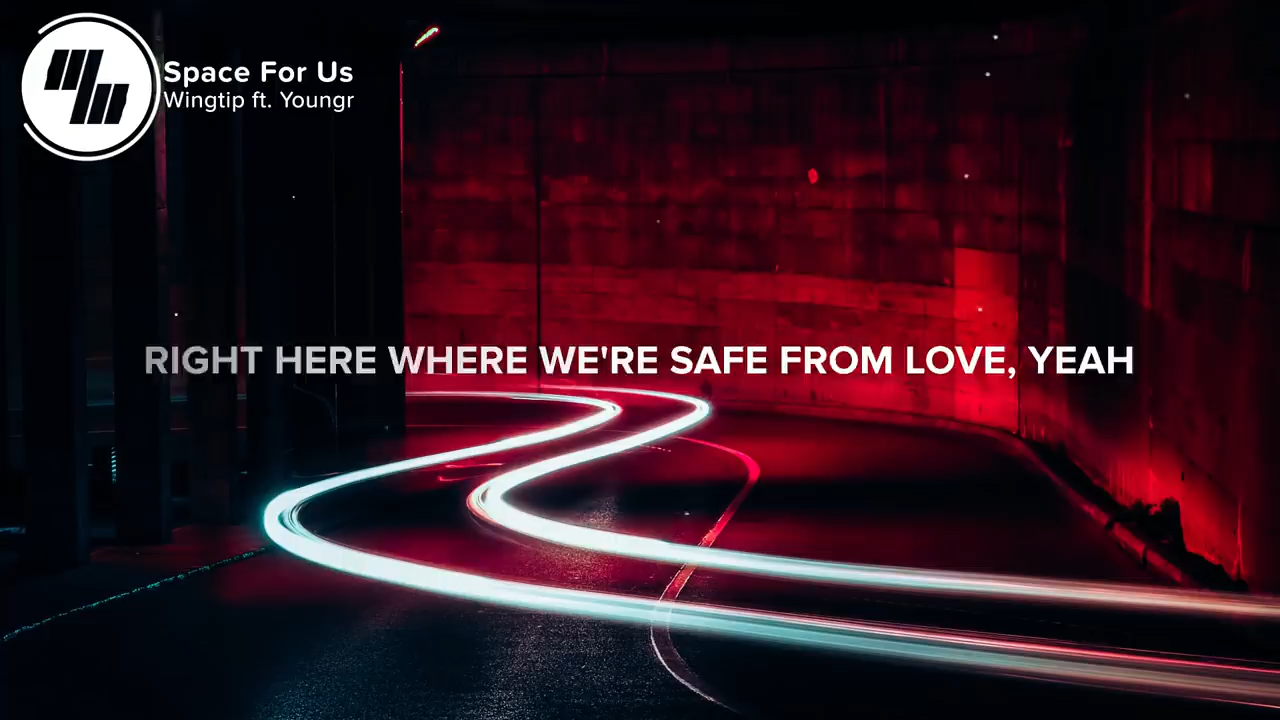 Space For Us
Wingtip ft. Youngr
RIGHT HERE WHERE WE'RE SAFE FROM LOVE, YEAH